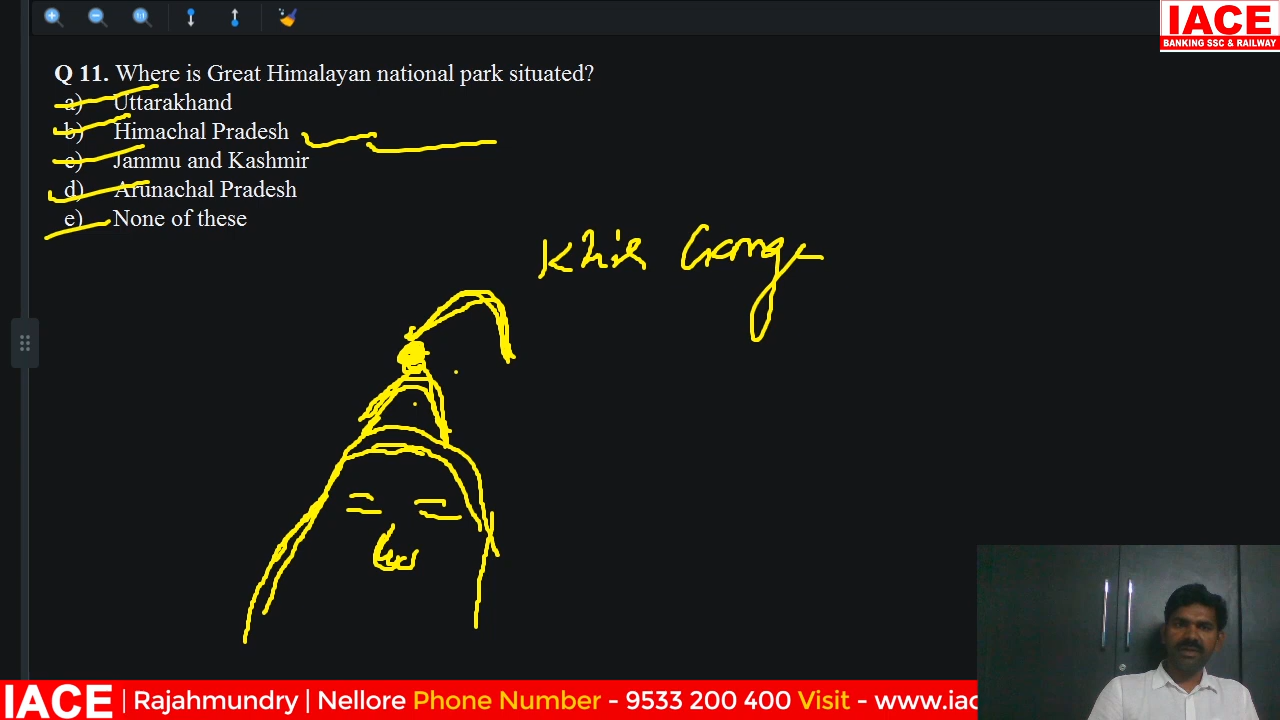 IACE
BANKING SSC & RAILWAY
Q 11. Where is Great Himalayan national park situated?
a) Uttarakhand
b) Himachal Pradesh
c) Jammu and Kashmir
d) Arunachal Pradesh
e) None of these
Khir Ganga
IACE | Rajahmundry | Nellore Phone Number - 9533 200 400 Visit - www.iac